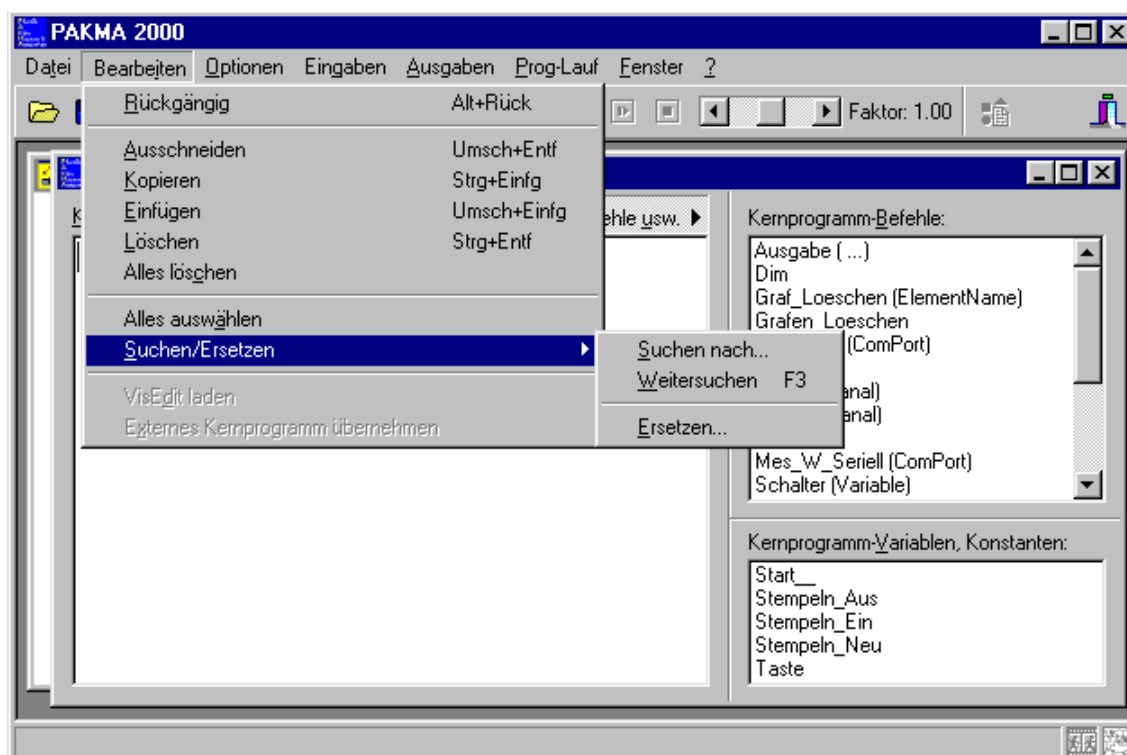 PAKMA 2000
Datei Bearbeiten Optionen Eingaben Ausgaben Prog-Lauf Fenster ?
Rückgängig Alt+Rück
Faktor: 1.00
Ausschneiden Umsch+Entf
Kopieren Strg+Einfg
Einfügen Umsch+Einfg
Löschen Strg+Entf
Alles löschen
Alles auswählen
Suchen/Ersetzen
VisEdit laden
Externes Kernprogramm übernehmen
Suchen nach...
Weitersuchen F3
Ersetzen...
usw.
Kernprogramm-Befehle:
Ausgabe ( ...)
Dim
Graf_Loeschen (ElementName)
Grafen_Loeschen
(ComPort)
Mes_W_Seriell (ComPort)
Schalter (Variable)
Kernprogramm-Variablen, Konstanten:
Start__
Stempeln_Aus
Stempeln_Ein
Stempeln_Neu
Taste